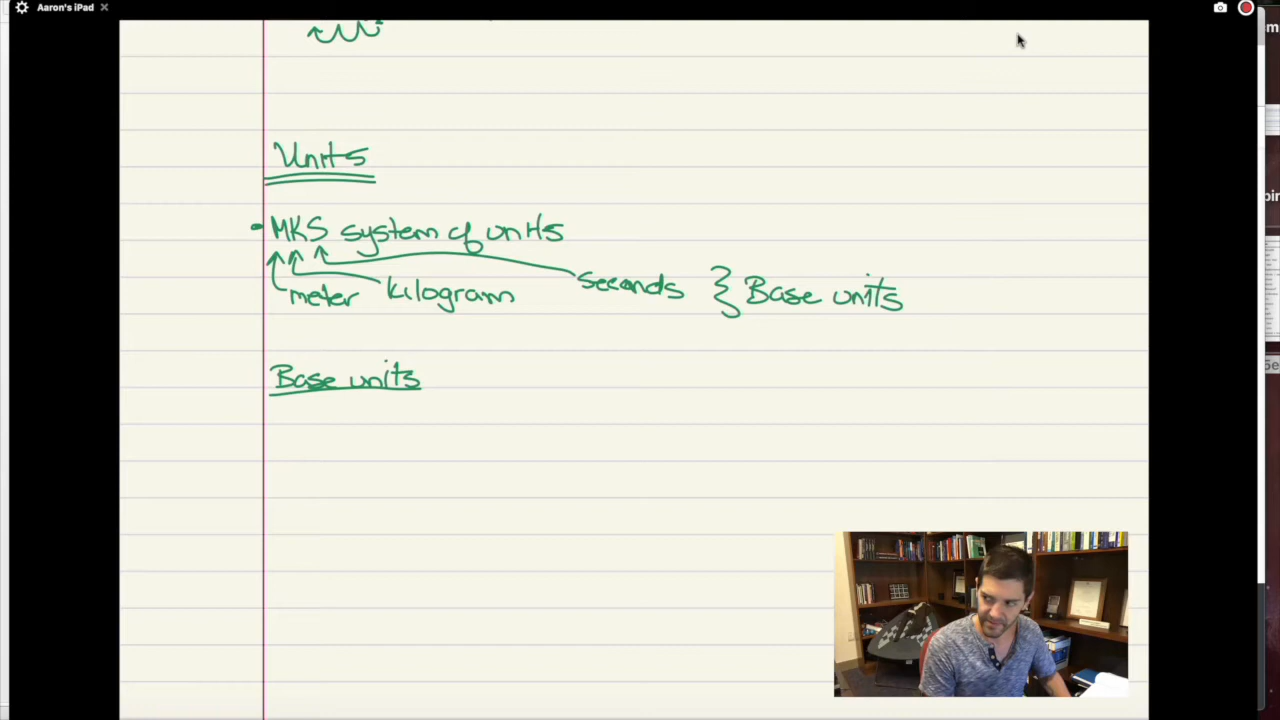 Aaron's iPad
Units
MKS system of units
meter kilogram seconds } Base units
Base units